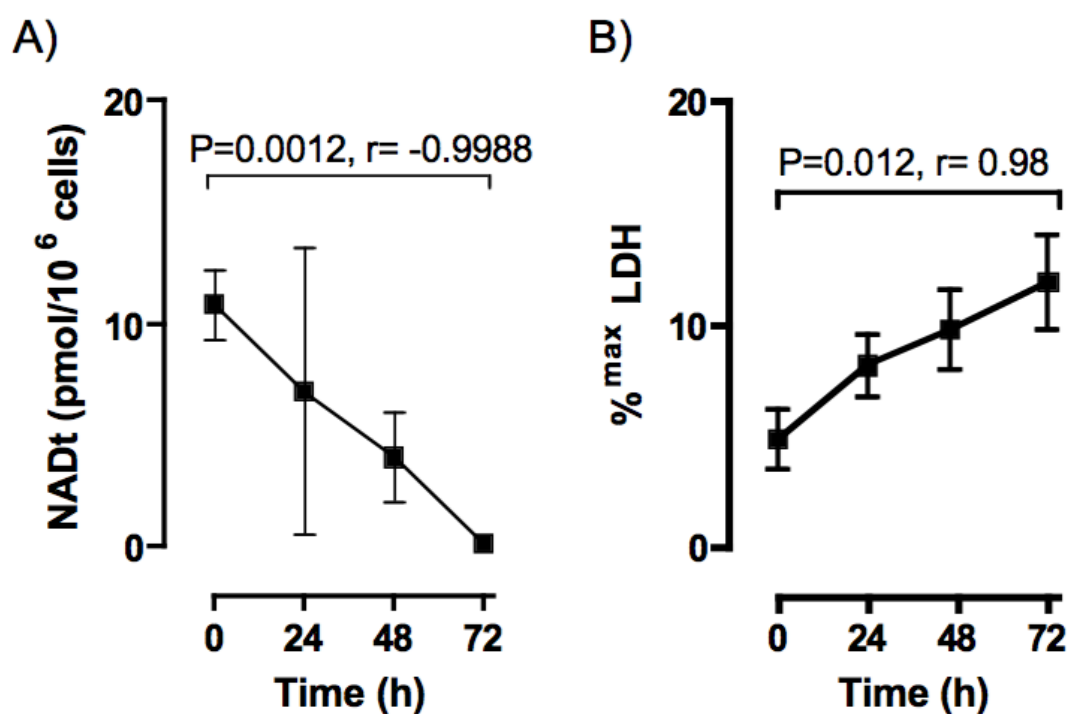 A)
NADt (pmol/10 6 cells)
20
10
0
P=0.0012, r= -0.9988
0 24 48 72
Time (h)
B)
% max LDH
20
10
0
P=0.012, r= 0.98
0 24 48 72
Time (h)